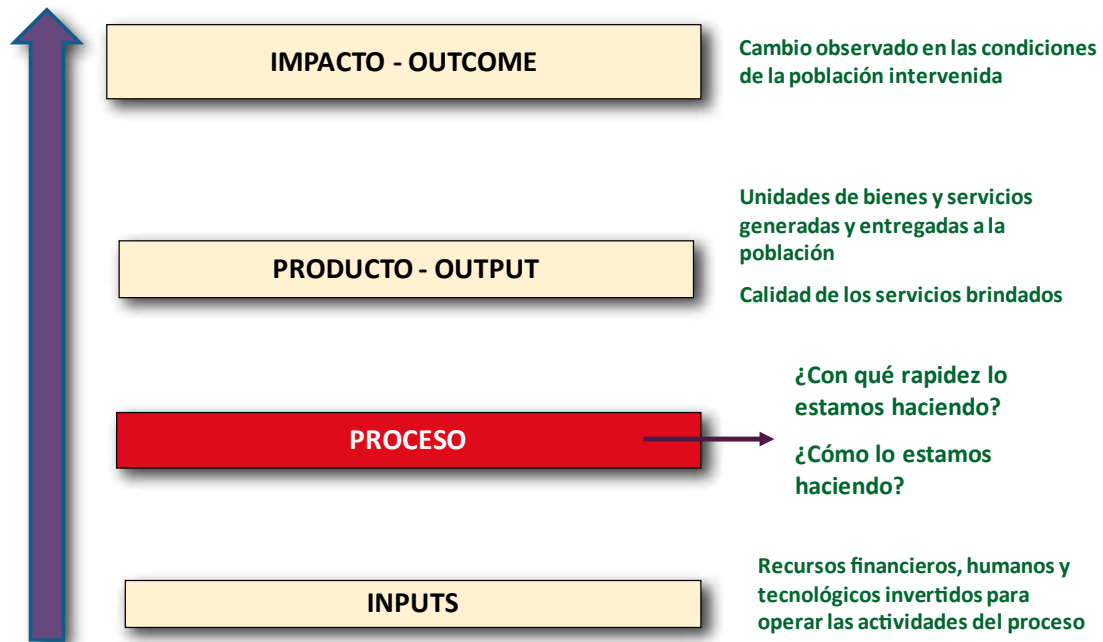 IMPACTO - OUTCOME
Cambio observado en las condiciones
de la población intervenida
PRODUCTO - OUTPUT
Unidades de bienes y servicios
generadas y entregadas a la
población
Calidad de los servicios brindados
PROCESO
¿Con qué rapidez lo
estamos haciendo?
¿Cómo lo estamos
haciendo?
INPUTS
Recursos financieros, humanos y
tecnológicos invertidos para
operar las actividades del proceso